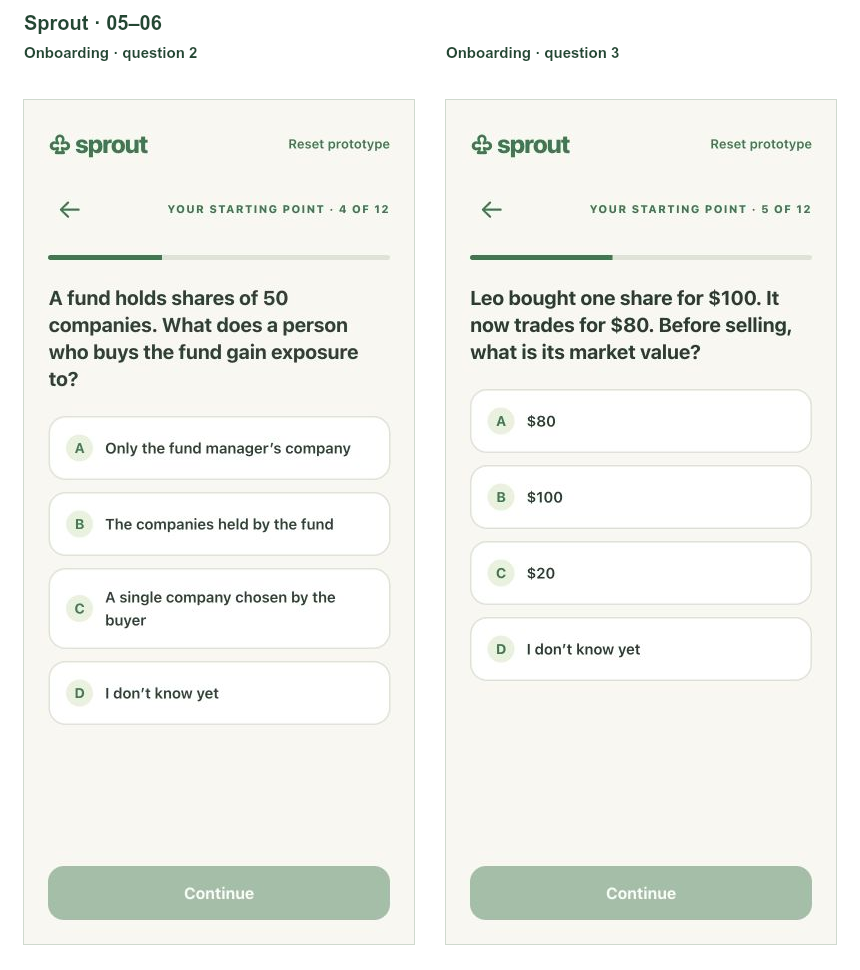 Sprout · 05–06
Onboarding · question 2
sprout
Reset prototype
YOUR STARTING POINT · 4 OF 12
A fund holds shares of 50
companies. What does a person
who buys the fund gain exposure
to?
A Only the fund manager’s company
B The companies held by the fund
C A single company chosen by the
buyer
D I don’t know yet
Continue
Onboarding · question 3
sprout
Reset prototype
YOUR STARTING POINT · 5 OF 12
Leo bought one share for $100. It
now trades for $80. Before selling,
what is its market value?
A $80
B $100
C $20
D I don’t know yet
Continue